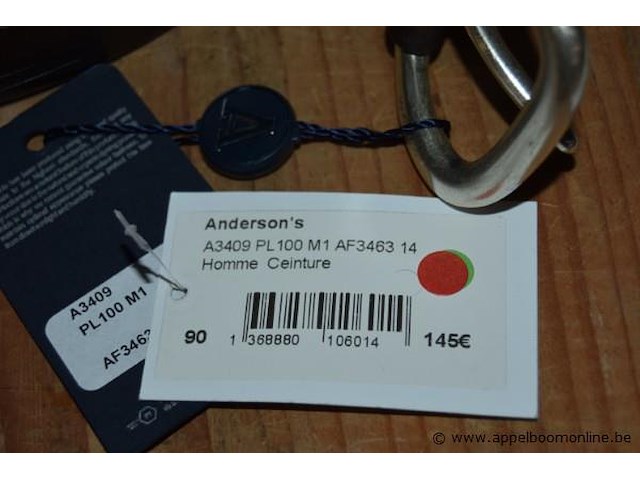 Anderson's
A3409 PL100 M1 AF3463 14
Homme Ceinture
90
1 368880 106014
145€
A3409
PL100 M1
AF3463
© www.appelboomonline.be